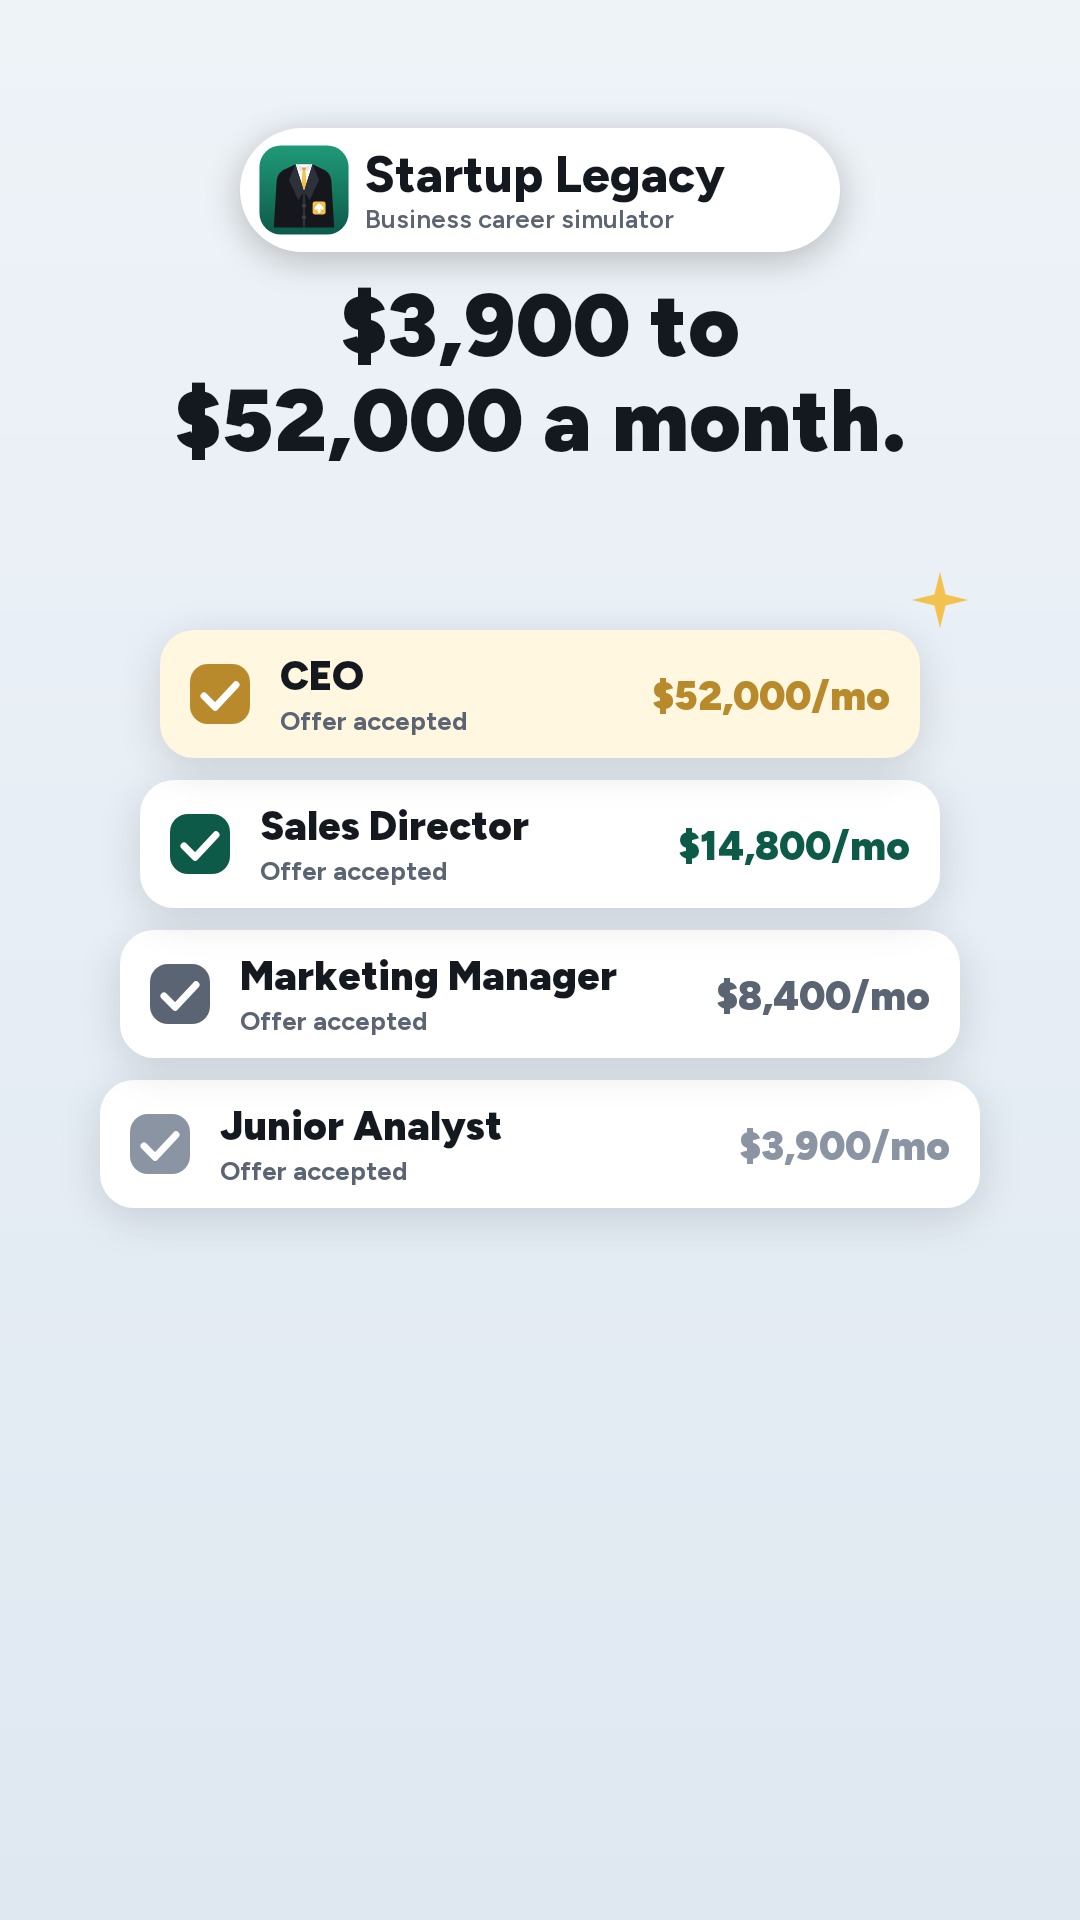 Startup Legacy
Business career simulator
$3,900 to
$52,000 a month.
CEO
Offer accepted
$52,000/mo
Sales Director
Offer accepted
$14,800/mo
Marketing Manager
Offer accepted
$8,400/mo
Junior Analyst
Offer accepted
$3,900/mo